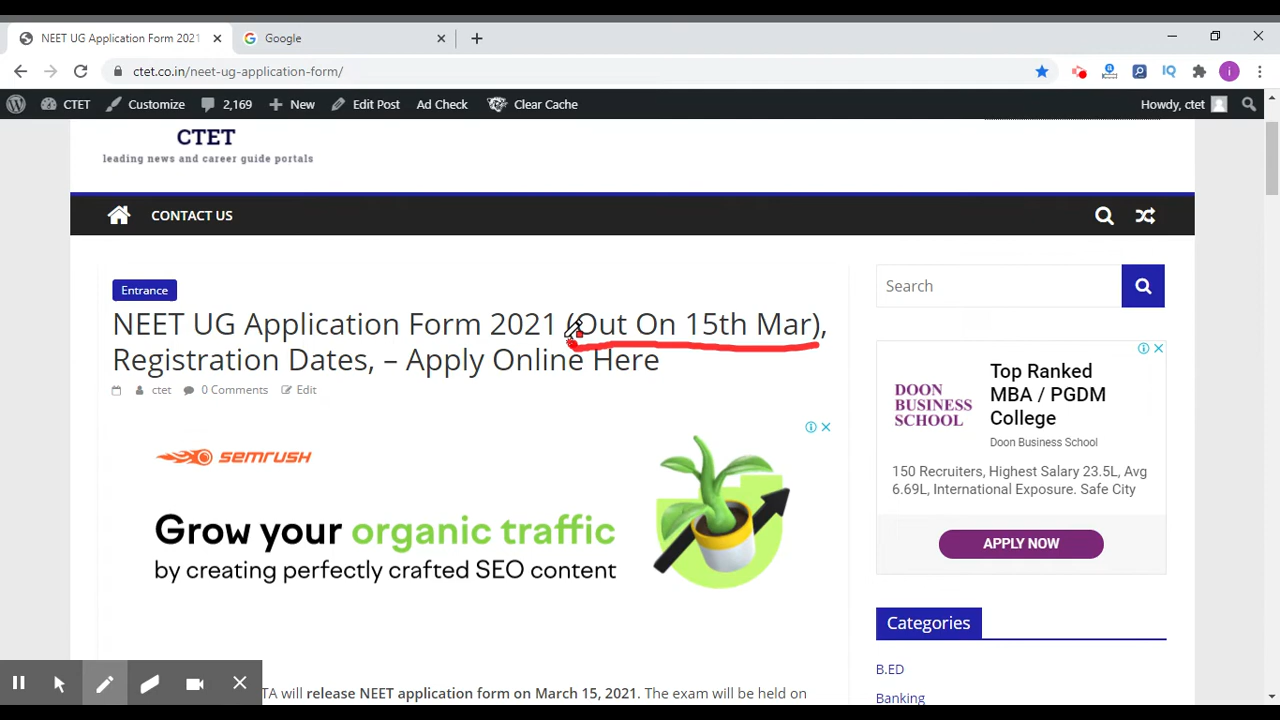 NEET UG Application Form 2021
Google
ctet.co.in/neet-ug-application-form/
CTET
Customize
2,169
New
Edit Post
Ad Check
Clear Cache
Howdy, ctet
CTET
leading news and career guide portals
CONTACT US
Entrance
NEET UG Application Form 2021 (Out On 15th Mar),
Registration Dates, – Apply Online Here
ctet
0 Comments
Edit
SEMRUSH
Grow your organic traffic
by creating perfectly crafted SEO content
TA will release NEET application form on March 15, 2021. The exam will be held on
Search
DOON
BUSINESS
SCHOOL
Top Ranked
MBA / PGDM
College
Doon Business School
150 Recruiters, Highest Salary 23.5L, Avg
6.69L, International Exposure. Safe City
APPLY NOW
Categories
B.ED
Banking